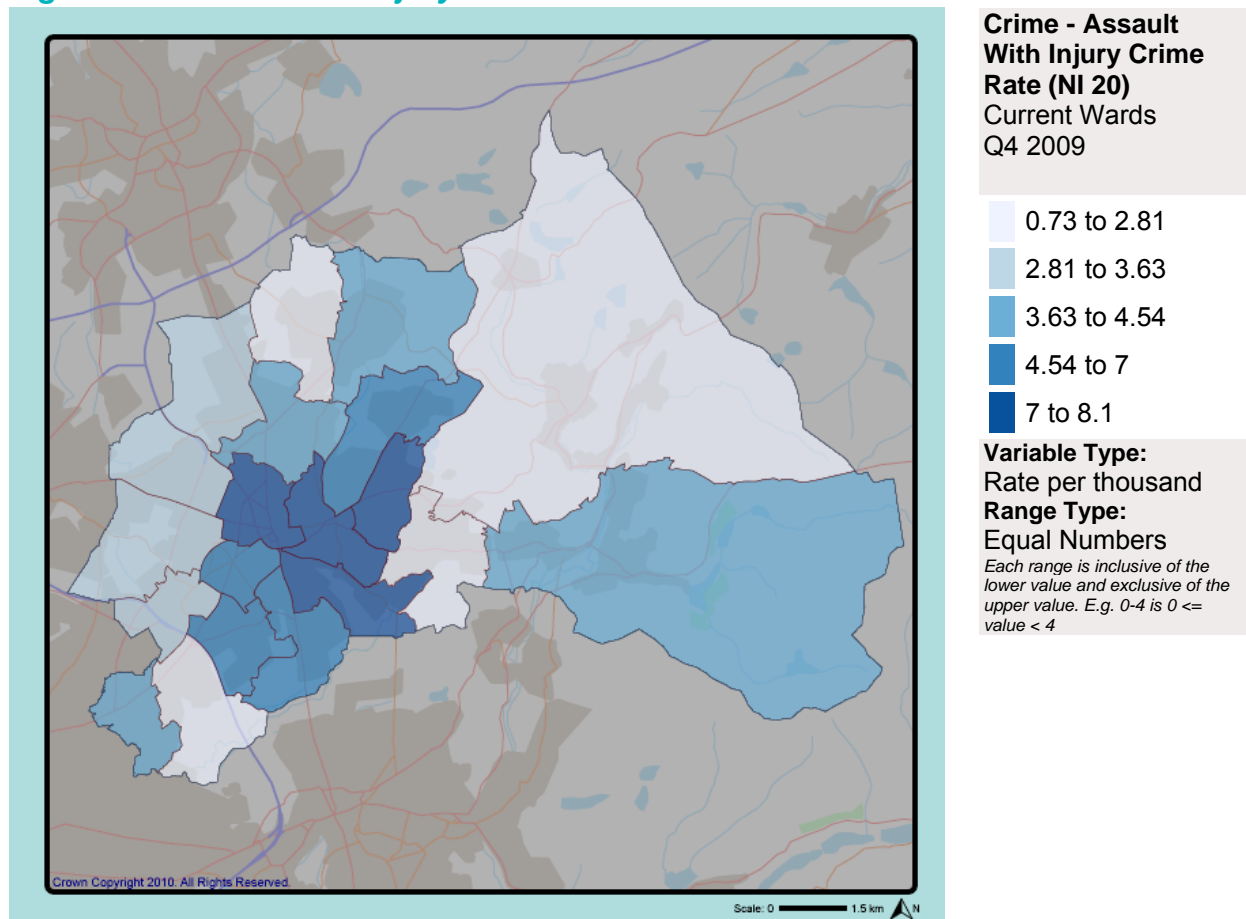 Crime - Assault
With Injury Crime
Rate (NI 20)
Current Wards
Q4 2009
0.73 to 2.81
2.81 to 3.63
3.63 to 4.54
4.54 to 7
7 to 8.1
Variable Type:
Rate per thousand
Range Type:
Equal Numbers
Each range is inclusive of the
lower value and exclusive of the
upper value. E.g. 0-4 is 0 <=
value < 4
Crown Copyright 2010. All Rights Reserved.
Scale: 0 1.5 km N